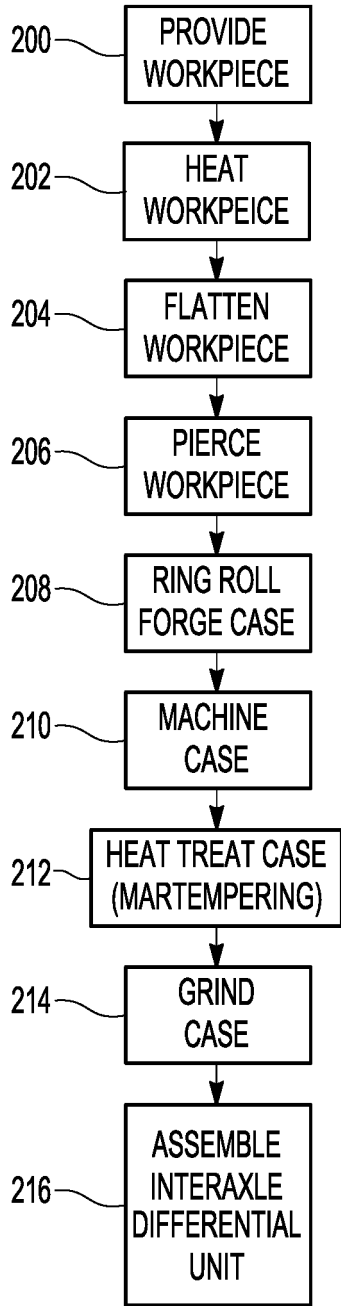 200
PROVIDE
WORKPIECE
202
HEAT
WORKPEICE
204
FLATTEN
WORKPIECE
206
PIERCE
WORKPIECE
208
RING ROLL
FORGE CASE
210
MACHINE
CASE
212
HEAT TREAT CASE
(MARTEMPERING)
214
GRIND
CASE
216
ASSEMBLE
INTERAXLE
DIFFERENTIAL
UNIT